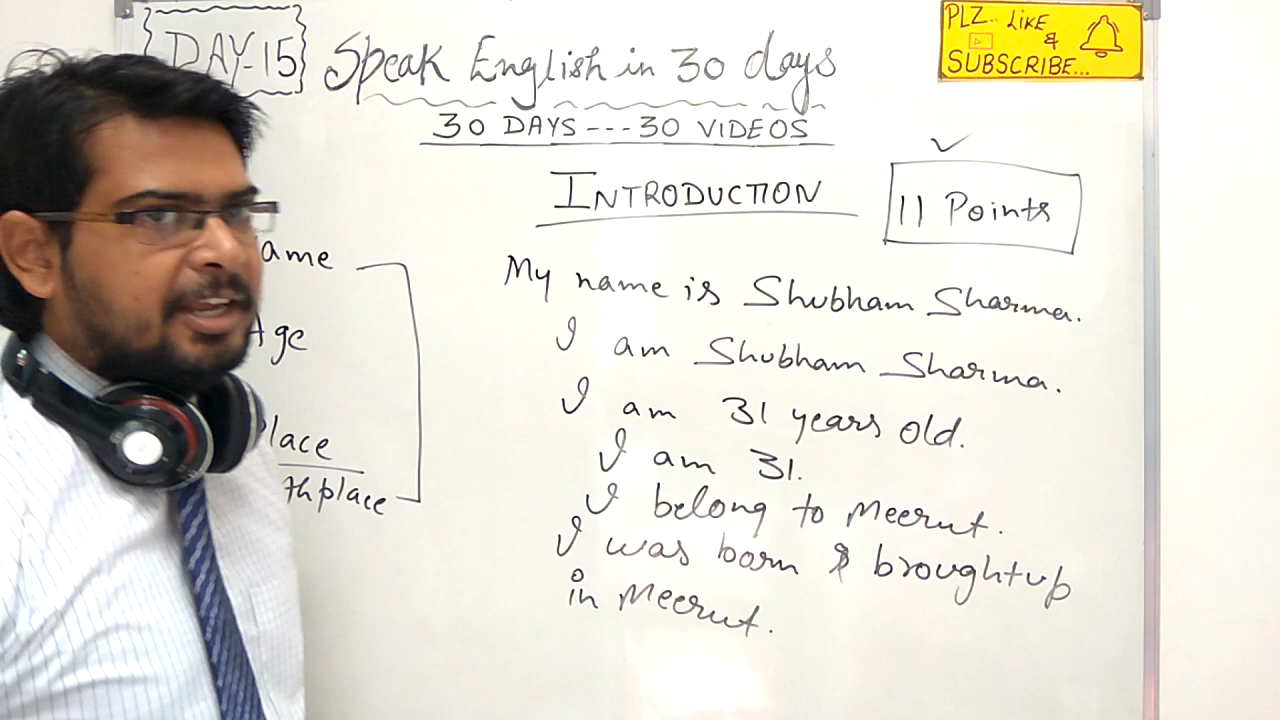 DAY-15
Speak English in 30 days
30 DAYS---30 VIDEOS
PLZ.. LIKE
&
SUBSCRIBE...
INTRODUCTION
11 Points
ame
Age
lace
thplace
My name is Shubham Sharma.
I am Shubham Sharma.
I am 31 years old.
I am 31.
I belong to Meerut.
I was born & brought up
in Meerut.